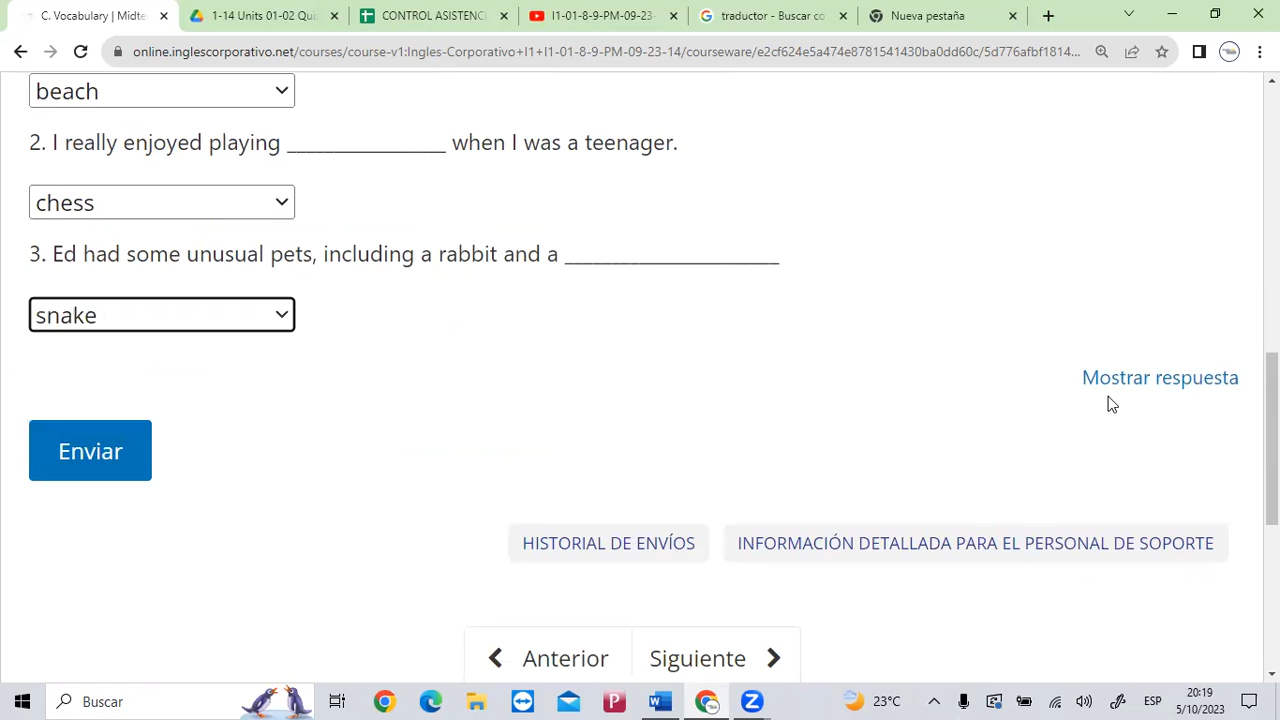 C. Vocabulary | Midte
1-14 Units 01-02 Qui
CONTROL ASISTENC
I1-01-8-9-PM-09-23-
traductor - Buscar co
Nueva pestaña
online.inglescorporativo.net/courses/course-v1:Ingles-Corporativo+I1+I1-01-8-9-PM-09-23-14/courseware/e2cf624e5a474e8781541430ba0dd60c/5d776afbf1814...
beach
2. I really enjoyed playing _______________ when I was a teenager.
chess
3. Ed had some unusual pets, including a rabbit and a ____________________
snake
Mostrar respuesta
Enviar
HISTORIAL DE ENVÍOS
INFORMACIÓN DETALLADA PARA EL PERSONAL DE SOPORTE
Anterior
Siguiente
Buscar
23°C
ESP
20:19
5/10/2023